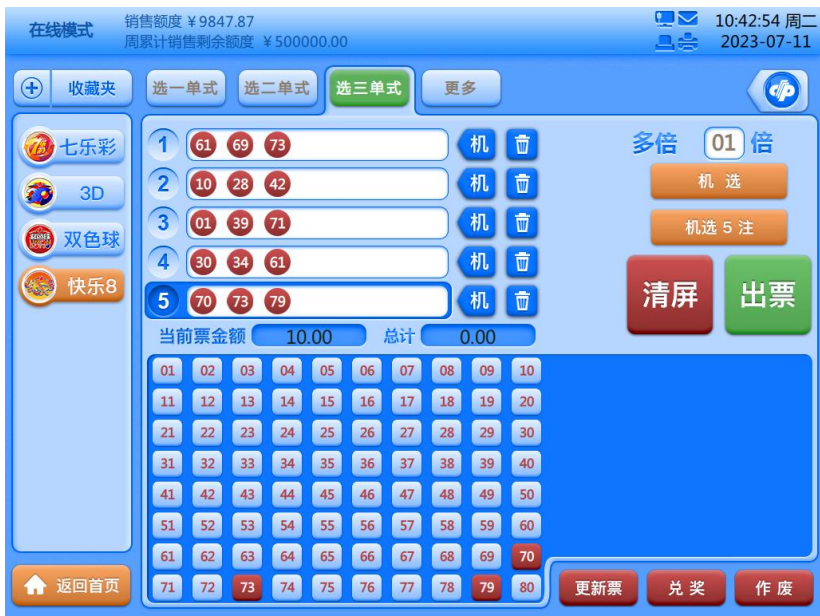 在线模式
销售额度 ￥9847.87
周累计销售剩余额度 ￥500000.00
10:42:54 周二
2023-07-11
收藏夹
选一单式 选二单式 选三单式 更多
七乐彩
3D
双色球
快乐8
1 61 69 73 机
2 10 28 42 机
3 01 39 71 机
4 30 34 61 机
5 70 73 79 机
多倍 01 倍
机 选
机选 5 注
清屏 出票
当前票金额 10.00 总计 0.00
01 02 03 04 05 06 07 08 09 10
11 12 13 14 15 16 17 18 19 20
21 22 23 24 25 26 27 28 29 30
31 32 33 34 35 36 37 38 39 40
41 42 43 44 45 46 47 48 49 50
51 52 53 54 55 56 57 58 59 60
61 62 63 64 65 66 67 68 69 70
71 72 73 74 75 76 77 78 79 80
返回首页
更新票 兑 奖 作 废